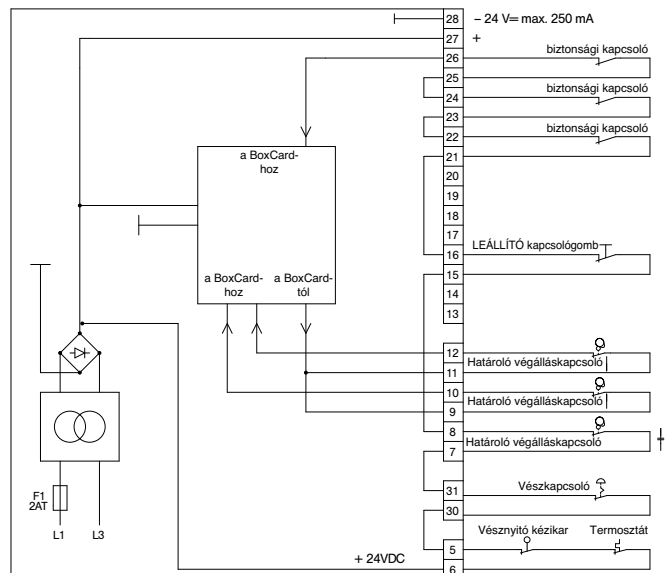 28 – 24 V= max. 250 mA
27 +
26 biztonsági kapcsoló
25
24 biztonsági kapcsoló
23
22 biztonsági kapcsoló
21
20
19
18
17
16 LEÁLLÍTÓ kapcsológomb
15
14
13
a BoxCard-
hoz
a BoxCard-
hoz
a BoxCard-
tól
12
Határoló végálláskapcsoló
11
10
Határoló végálláskapcsoló
9
8
Határoló végálláskapcsoló
7
31 Vészkapcsoló
30
5 Vésznyitó kézikar Termosztát
+ 24VDC
6
F1
2AT
L1 L3